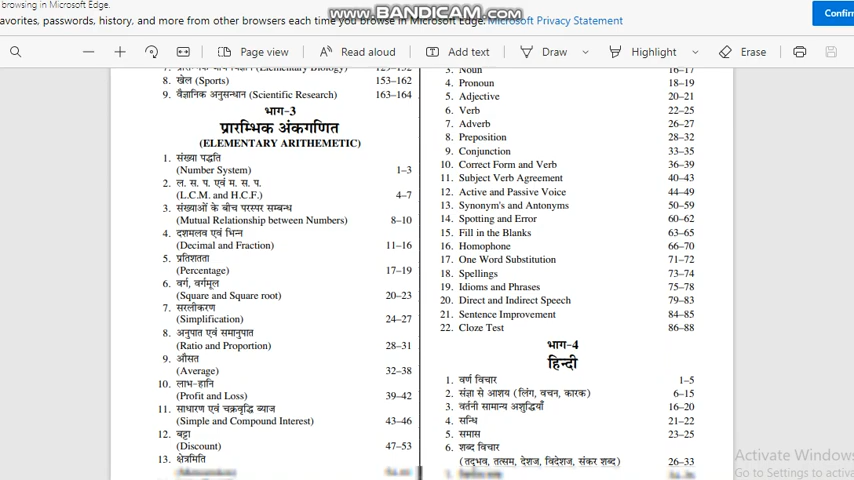 browsing in Microsoft Edge.
www.BANDICAM.com
avorites, passwords, history, and more from other browsers each time you browse in Microsoft Edge. Microsoft Privacy Statement
Confirm
Page view
Read aloud
Add text
Draw
Highlight
Erase
8. खेल (Sports) 153–162
9. वैज्ञानिक अनुसन्धान (Scientific Research) 163–164
भाग-3
प्रारम्भिक अंकगणित
(ELEMENTARY ARITHEMETIC)
1. संख्या पद्धति
(Number System) 1–3
2. ल. स. प. एवं म. स. प.
(L.C.M. and H.C.F.) 4–7
3. संख्याओं के बीच परस्पर सम्बन्ध
(Mutual Relationship between Numbers) 8–10
4. दशमलव एवं भिन्न
(Decimal and Fraction) 11–16
5. प्रतिशतता
(Percentage) 17–19
6. वर्ग, वर्गमूल
(Square and Square root) 20–23
7. सरलीकरण
(Simplification) 24–27
8. अनुपात एवं समानुपात
(Ratio and Proportion) 28–31
9. औसत
(Average) 32–38
10. लाभ-हानि
(Profit and Loss) 39–42
11. साधारण एवं चक्रवृद्धि ब्याज
(Simple and Compound Interest) 43–46
12. बट्टा
(Discount) 47–53
13. क्षेत्रमिति
3. Noun 16–17
4. Pronoun 18–19
5. Adjective 20–21
6. Verb 22–25
7. Adverb 26–27
8. Preposition 28–32
9. Conjunction 33–35
10. Correct Form and Verb 36–39
11. Subject Verb Agreement 40–43
12. Active and Passive Voice 44–49
13. Synonym's and Antonyms 50–59
14. Spotting and Error 60–62
15. Fill in the Blanks 63–65
16. Homophone 66–70
17. One Word Substitution 71–72
18. Spellings 73–74
19. Idioms and Phrases 75–78
20. Direct and Indirect Speech 79–83
21. Sentence Improvement 84–85
22. Cloze Test 86–88
भाग-4
हिन्दी
1. वर्ण विचार 1–5
2. संज्ञा से आशय (लिंग, वचन, कारक) 6–15
3. वर्तनी सामान्य अशुद्धियाँ 16–20
4. सन्धि 21–22
5. समास 23–25
6. शब्द विचार
(तद्भव, तत्सम, देशज, विदेशज, संकर शब्द) 26–33
Activate Windows
Go to Settings to activa